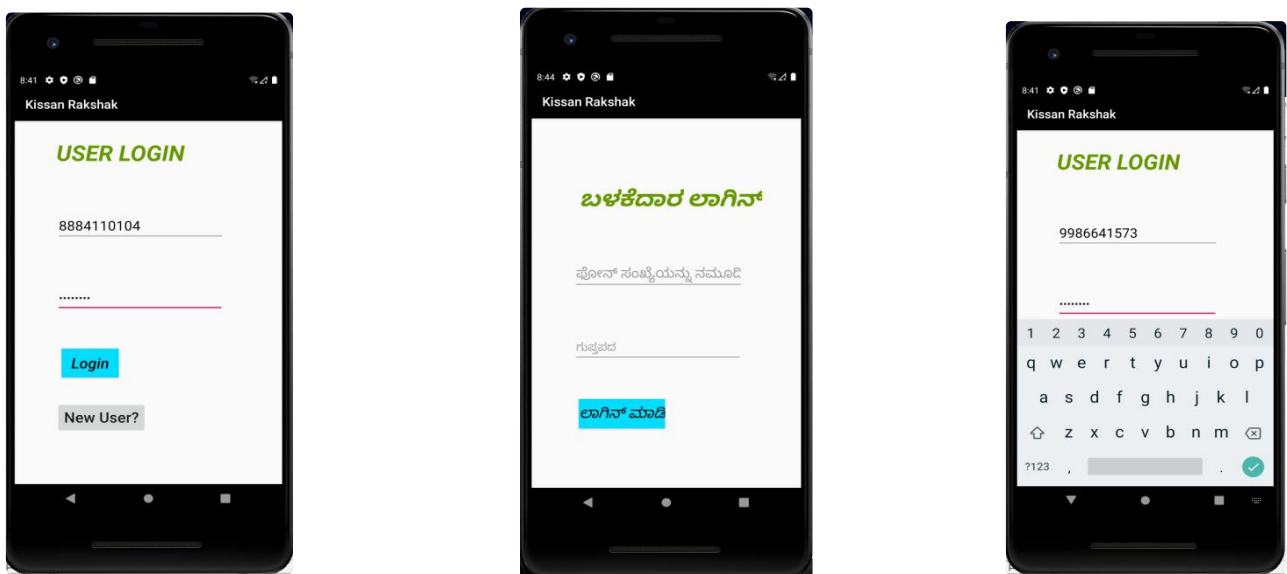 8:41
Kissan Rakshak
USER LOGIN
8884110104
........
Login
New User?
8:44
Kissan Rakshak
ಬಳಕೆದಾರ ಲಾಗಿನ್
ಫೋನ್ ಸಂಖ್ಯೆಯನ್ನು ನಮೂದಿ
ಗುಪ್ತಪದ
ಲಾಗಿನ್ ಮಾಡಿ
8:41
Kissan Rakshak
USER LOGIN
9986641573
........
1 2 3 4 5 6 7 8 9 0
q w e r t y u i o p
a s d f g h j k l
z x c v b n m
?123 , .